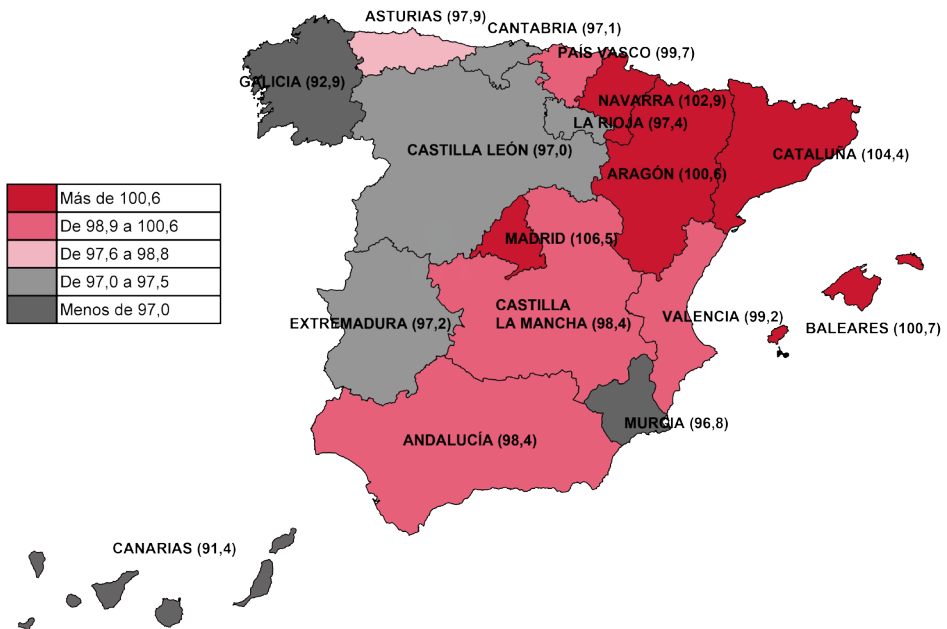 ASTURIAS (97,9)
CANTABRIA (97,1)
PAÍS VASCO (99,7)
GALICIA (92,9)
NAVARRA (102,9)
LA RIOJA (97,4)
CASTILLA LEÓN (97,0)
CATALUÑA (104,4)
ARAGÓN (100,6)
Más de 100,6
De 98,9 a 100,6
De 97,6 a 98,8
De 97,0 a 97,5
Menos de 97,0
MADRID (106,5)
CASTILLA
LA MANCHA (98,4)
EXTREMADURA (97,2)
VALENCIA (99,2)
BALEARES (100,7)
MURCIA (96,8)
ANDALUCÍA (98,4)
CANARIAS (91,4)